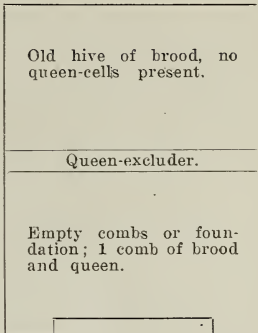 Old hive of brood, no
queen-cells present.
Queen-excluder.
Empty combs or foun-
dation; 1 comb of brood
and queen.